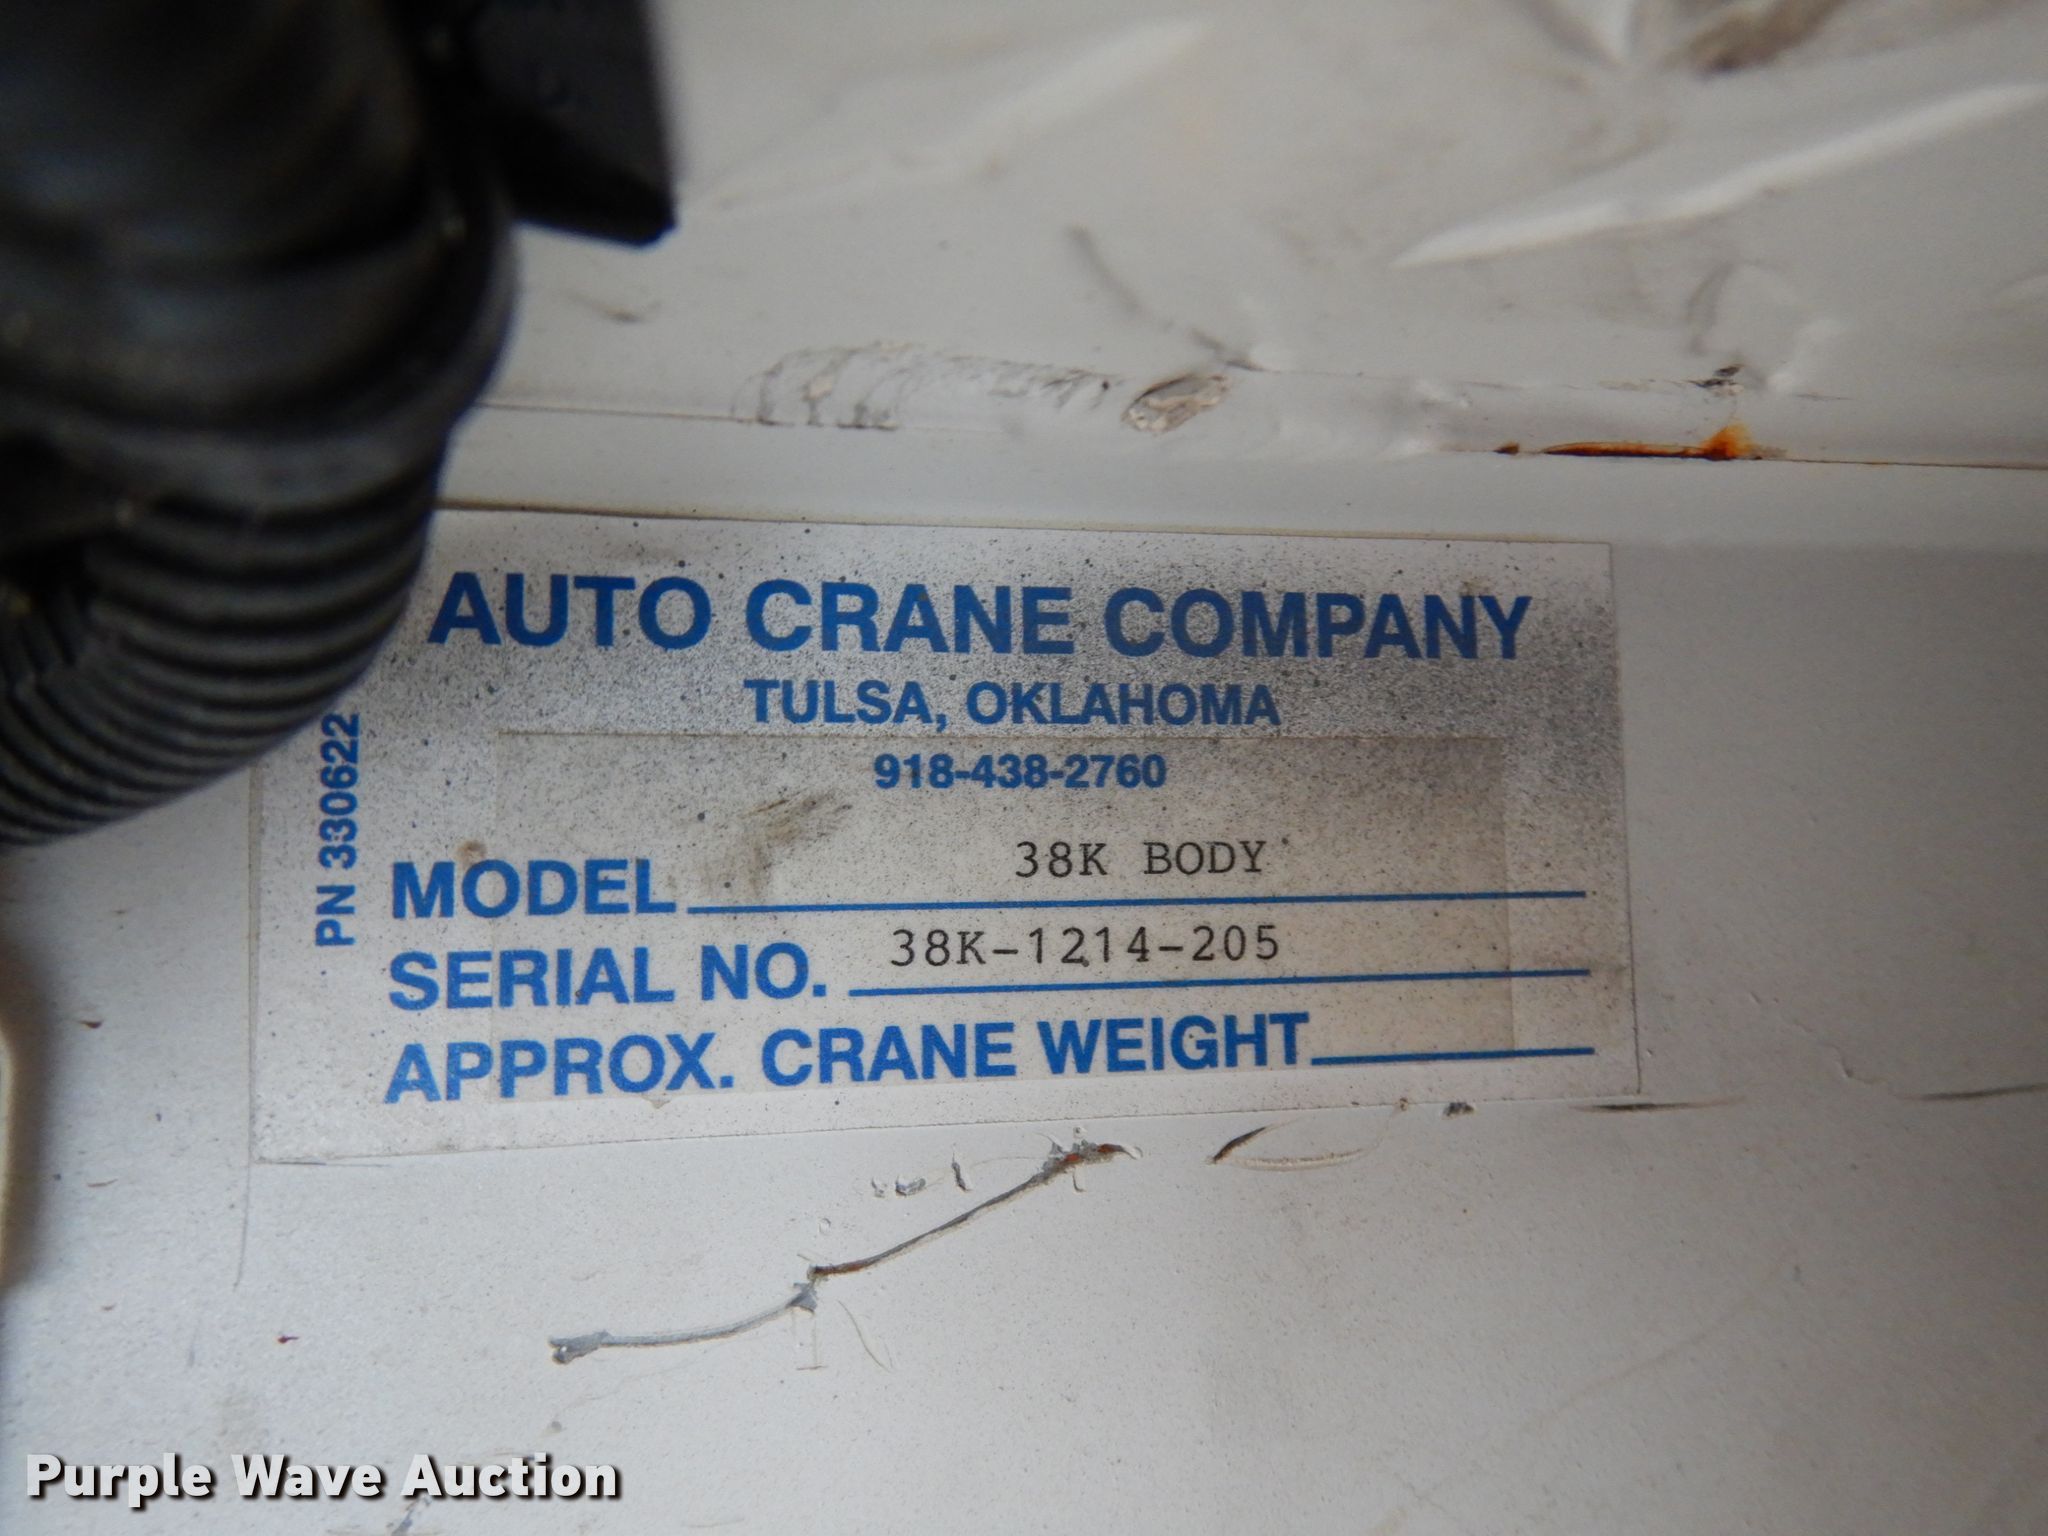 AUTO CRANE COMPANY
TULSA, OKLAHOMA
918-438-2760
PN 330622
MODEL 38K BODY
SERIAL NO. 38K-1214-205
APPROX. CRANE WEIGHT
Purple Wave Auction